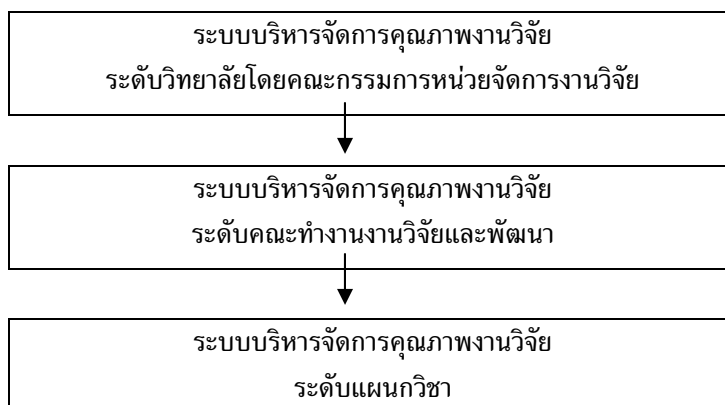 ระบบบริหารจัดการคุณภาพงานวิจัย
ระดับวิทยาลัยโดยคณะกรรมการหน่วยจัดการงานวิจัย
ระบบบริหารจัดการคุณภาพงานวิจัย
ระดับคณะทำงานงานวิจัยและพัฒนา
ระบบบริหารจัดการคุณภาพงานวิจัย
ระดับแผนกวิชา